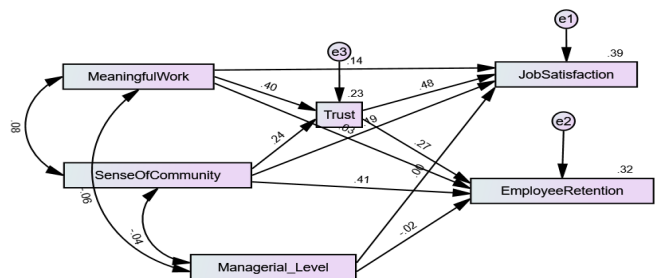 e1
e3
.39
.14
MeaningfulWork
JobSatisfaction
.40
.23
.48
Trust
e2
.08
.24
.03
.19
.27
.32
SenseOfCommunity
.41
EmployeeRetention
-.06
.00
-.04
-.02
Managerial_Level